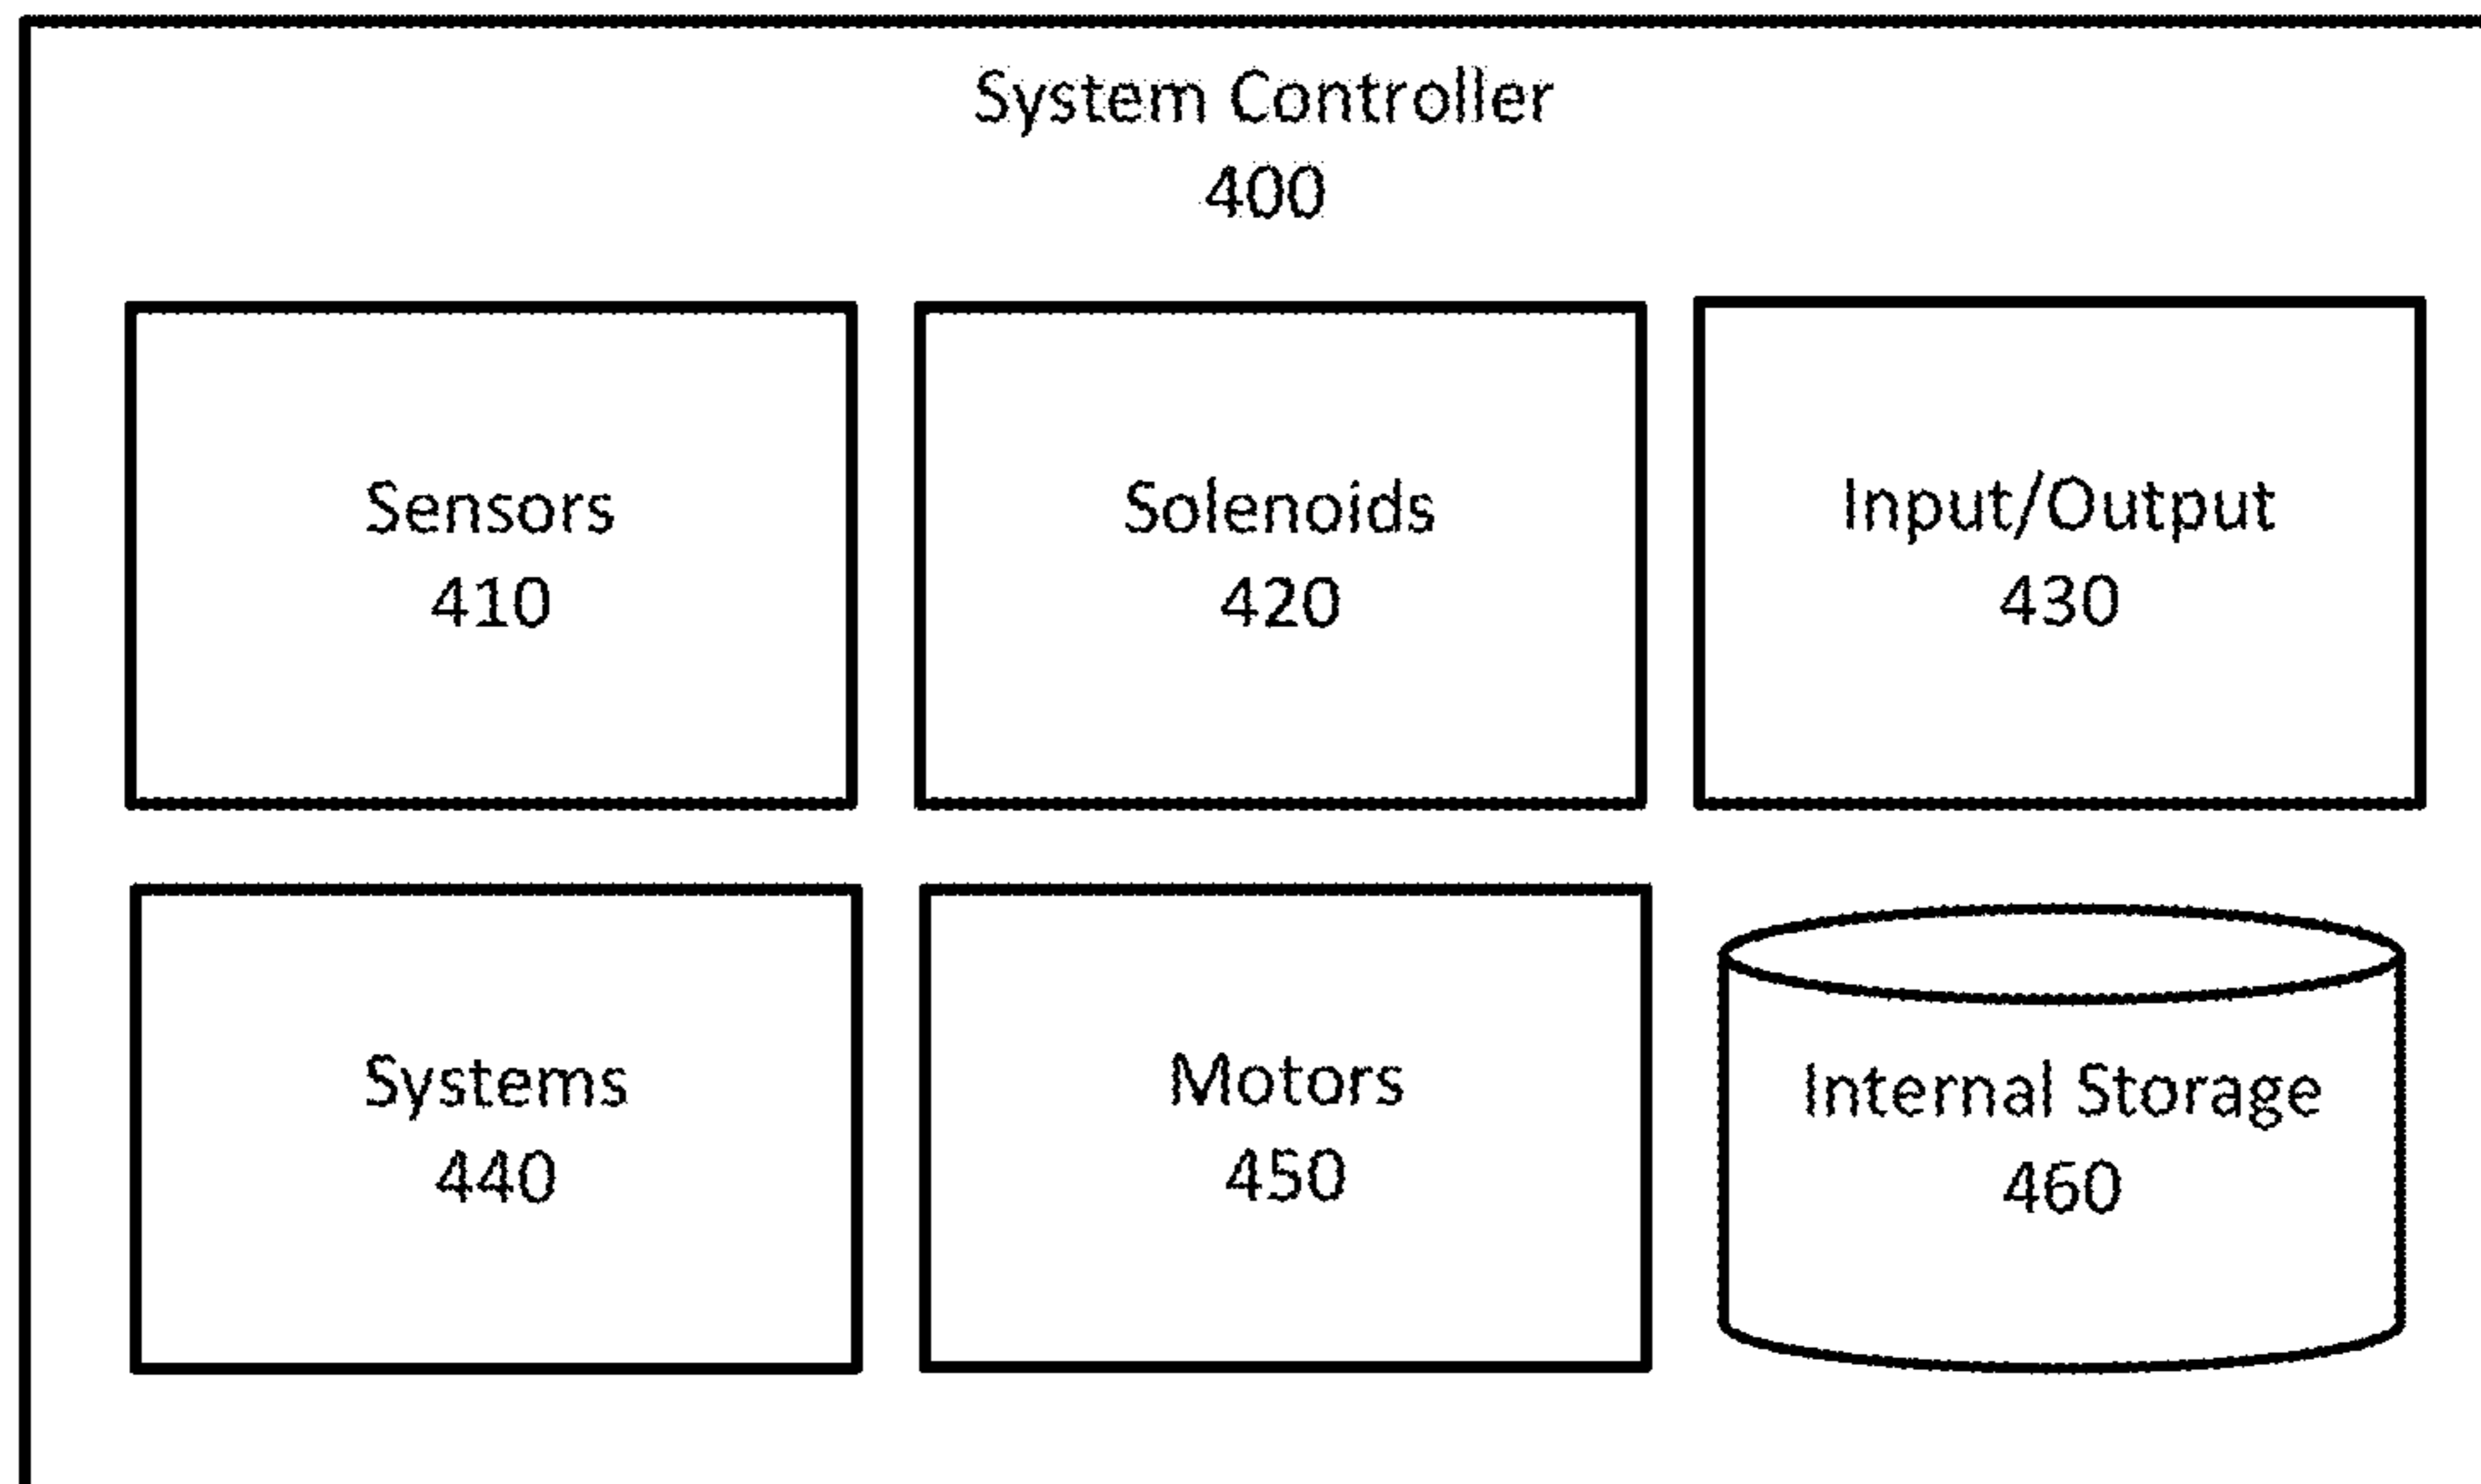 System Controller
400
Sensors
410
Solenoids
420
Input/Output
430
Systems
440
Motors
450
Internal Storage
460